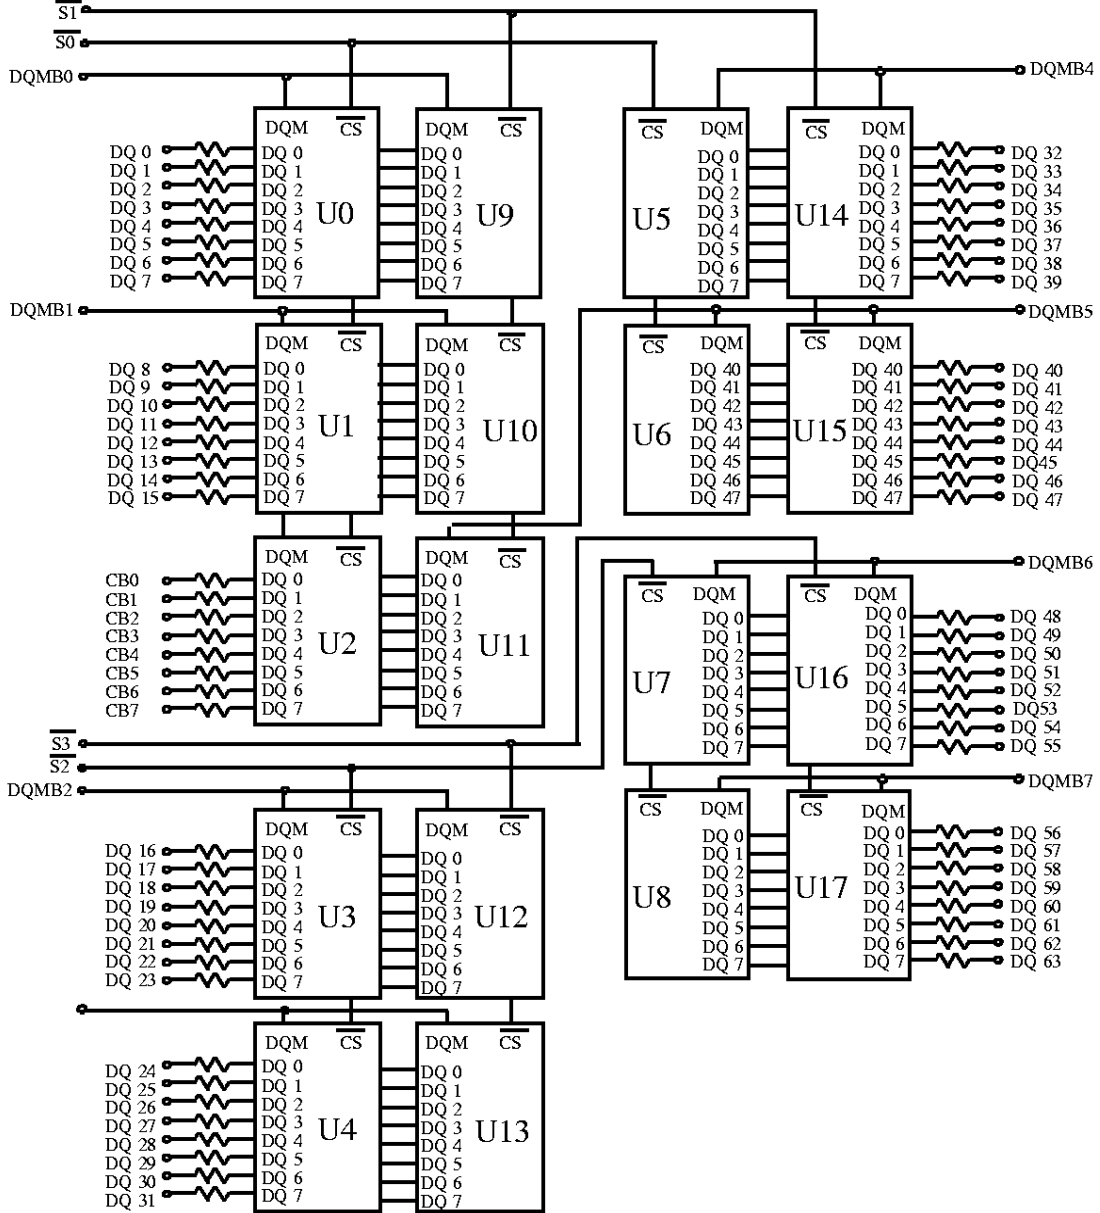 S1
S0
DQMB0
DQM CS
DQ 0 DQ 0 DQ 0
DQ 1 DQ 1 DQ 1
DQ 2 DQ 2 DQ 2
DQ 3 DQ 3 U0 DQ 3 U9
DQ 4 DQ 4 DQ 4
DQ 5 DQ 5 DQ 5
DQ 6 DQ 6 DQ 6
DQ 7 DQ 7 DQ 7
DQM CS
DQMB1
DQM CS
DQ 8 DQ 0 DQ 0
DQ 9 DQ 1 DQ 1
DQ 10 DQ 2 DQ 2
DQ 11 DQ 3 U1 DQ 3 U10
DQ 12 DQ 4 DQ 4
DQ 13 DQ 5 DQ 5
DQ 14 DQ 6 DQ 6
DQ 15 DQ 7 DQ 7
DQM CS
DQM CS
CB0 DQ 0 DQ 0
CB1 DQ 1 DQ 1
CB2 DQ 2 DQ 2
CB3 DQ 3 U2 DQ 3 U11
CB4 DQ 4 DQ 4
CB5 DQ 5 DQ 5
CB6 DQ 6 DQ 6
CB7 DQ 7 DQ 7
DQM CS
S3
S2
DQMB2
DQM CS
DQ 16 DQ 0 DQ 0
DQ 17 DQ 1 DQ 1
DQ 18 DQ 2 DQ 2
DQ 19 DQ 3 U3 DQ 3 U12
DQ 20 DQ 4 DQ 4
DQ 21 DQ 5 DQ 5
DQ 22 DQ 6 DQ 6
DQ 23 DQ 7 DQ 7
DQM CS
DQM CS
DQ 24 DQ 0 DQ 0
DQ 25 DQ 1 DQ 1
DQ 26 DQ 2 DQ 2
DQ 27 DQ 3 U4 DQ 3 U13
DQ 28 DQ 4 DQ 4
DQ 29 DQ 5 DQ 5
DQ 30 DQ 6 DQ 6
DQ 31 DQ 7 DQ 7
DQM CS
DQMB4
CS DQM CS DQM
DQ 0 DQ 0 DQ 32
DQ 1 DQ 1 DQ 33
DQ 2 DQ 2 DQ 34
U5 DQ 3 U14 DQ 3 DQ 35
DQ 4 DQ 4 DQ 36
DQ 5 DQ 5 DQ 37
DQ 6 DQ 6 DQ 38
DQ 7 DQ 7 DQ 39
DQMB5
CS DQM CS DQM
DQ 40 DQ 40 DQ 40
DQ 41 DQ 41 DQ 41
DQ 42 DQ 42 DQ 42
U6 DQ 43 U15 DQ 43 DQ 43
DQ 44 DQ 44 DQ 44
DQ 45 DQ 45 DQ45
DQ 46 DQ 46 DQ 46
DQ 47 DQ 47 DQ 47
DQMB6
CS DQM CS DQM
DQ 0 DQ 0 DQ 48
DQ 1 DQ 1 DQ 49
DQ 2 DQ 2 DQ 50
U7 DQ 3 U16 DQ 3 DQ 51
DQ 4 DQ 4 DQ 52
DQ 5 DQ 5 DQ53
DQ 6 DQ 6 DQ 54
DQ 7 DQ 7 DQ 55
DQMB7
CS DQM CS DQM
DQ 0 DQ 0 DQ 56
DQ 1 DQ 1 DQ 57
DQ 2 DQ 2 DQ 58
U8 DQ 3 U17 DQ 3 DQ 59
DQ 4 DQ 4 DQ 60
DQ 5 DQ 5 DQ 61
DQ 6 DQ 6 DQ 62
DQ 7 DQ 7 DQ 63